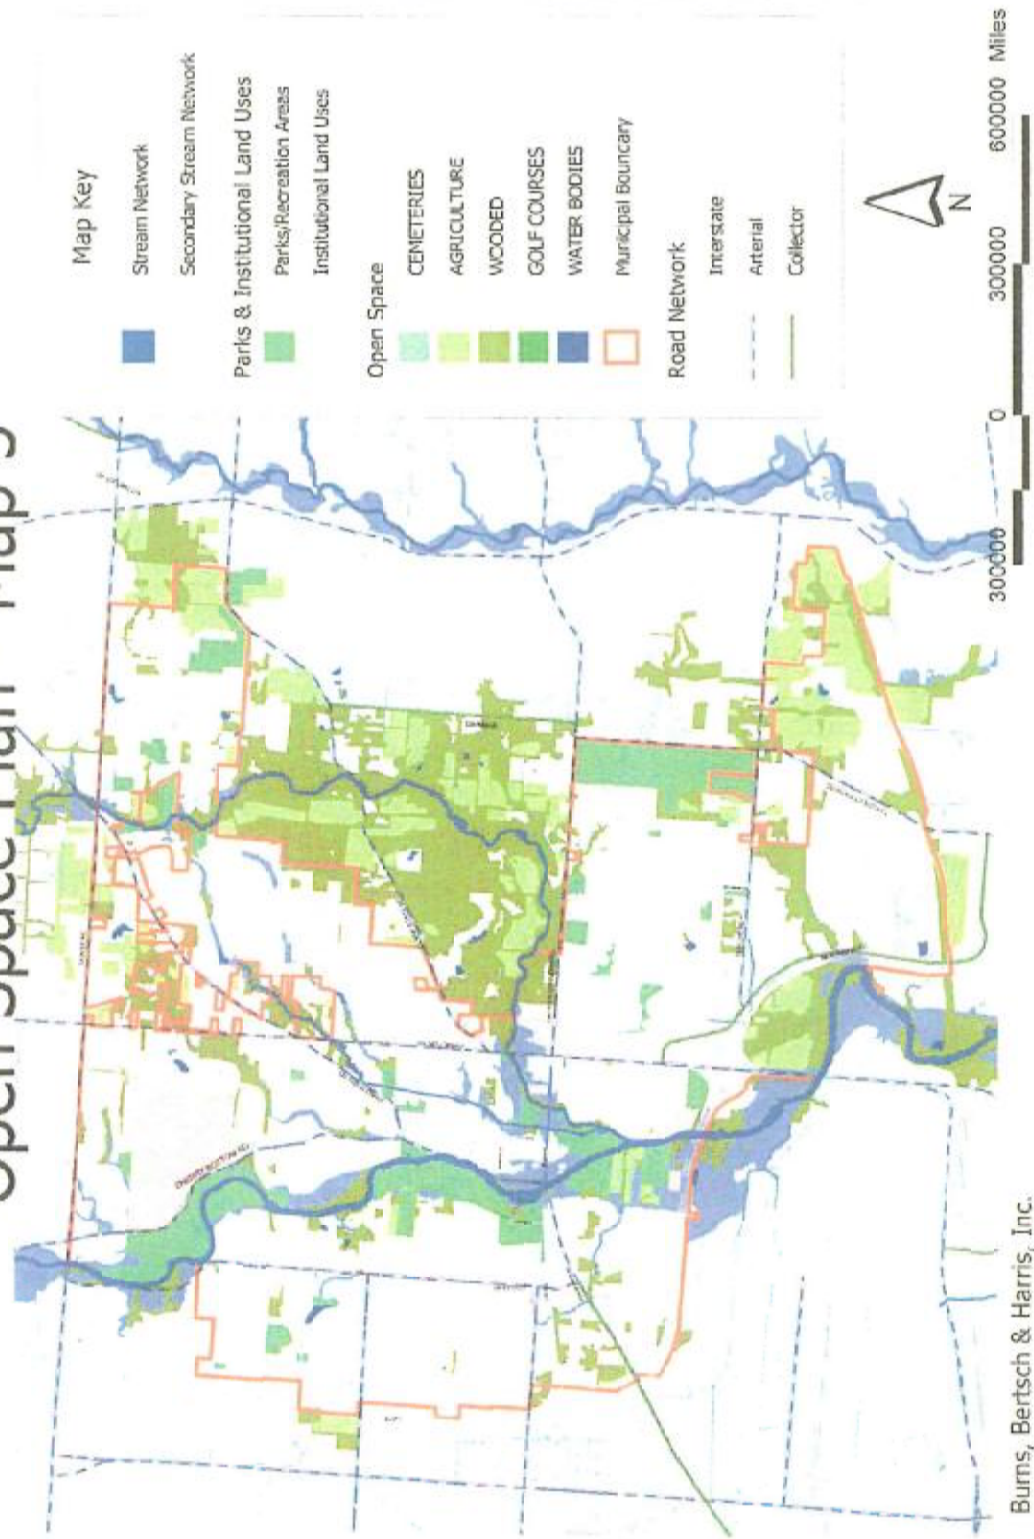 Open Space Plan - Map 5
Map Key
Stream Network
Secondary Stream Network
Parks & Institutional Land Uses
Parks/Recreation Areas
Institutional Land Uses
Open Space
CEMETERIES
AGRICULTURE
WCODED
GOLF COURSES
WATER BODIES
Municipal Boundary
Road Network
Interstate
Arterial
Collector
N
300000 0 300000 600000 Miles
Burns, Bertsch & Harris, Inc.